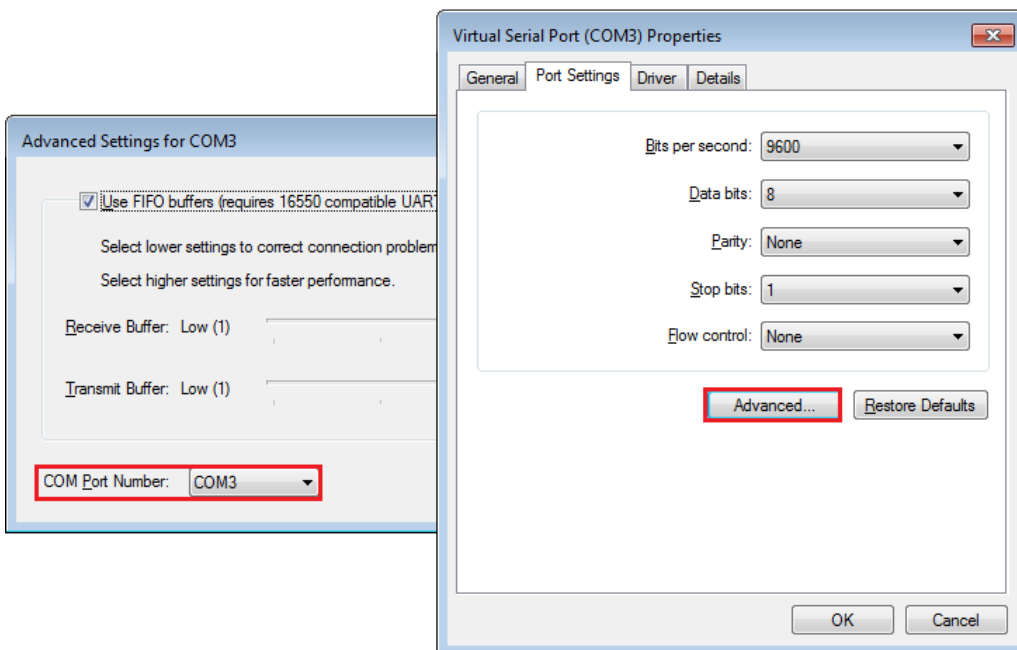 Advanced Settings for COM3
Use FIFO buffers (requires 16550 compatible UART
Select lower settings to correct connection problem
Select higher settings for faster performance.
Receive Buffer: Low (1)
Transmit Buffer: Low (1)
COM Port Number: COM3
Virtual Serial Port (COM3) Properties
General Port Settings Driver Details
Bits per second: 9600
Data bits: 8
Parity: None
Stop bits: 1
Flow control: None
Advanced... Restore Defaults
OK Cancel